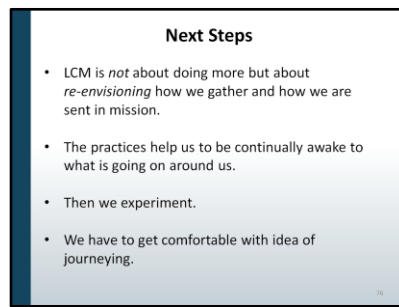 Next Steps
• LCM is not about doing more but about
re-envisioning how we gather and how we are
sent in mission.
• The practices help us to be continually awake to
what is going on around us.
• Then we experiment.
• We have to get comfortable with idea of
journeying.
76